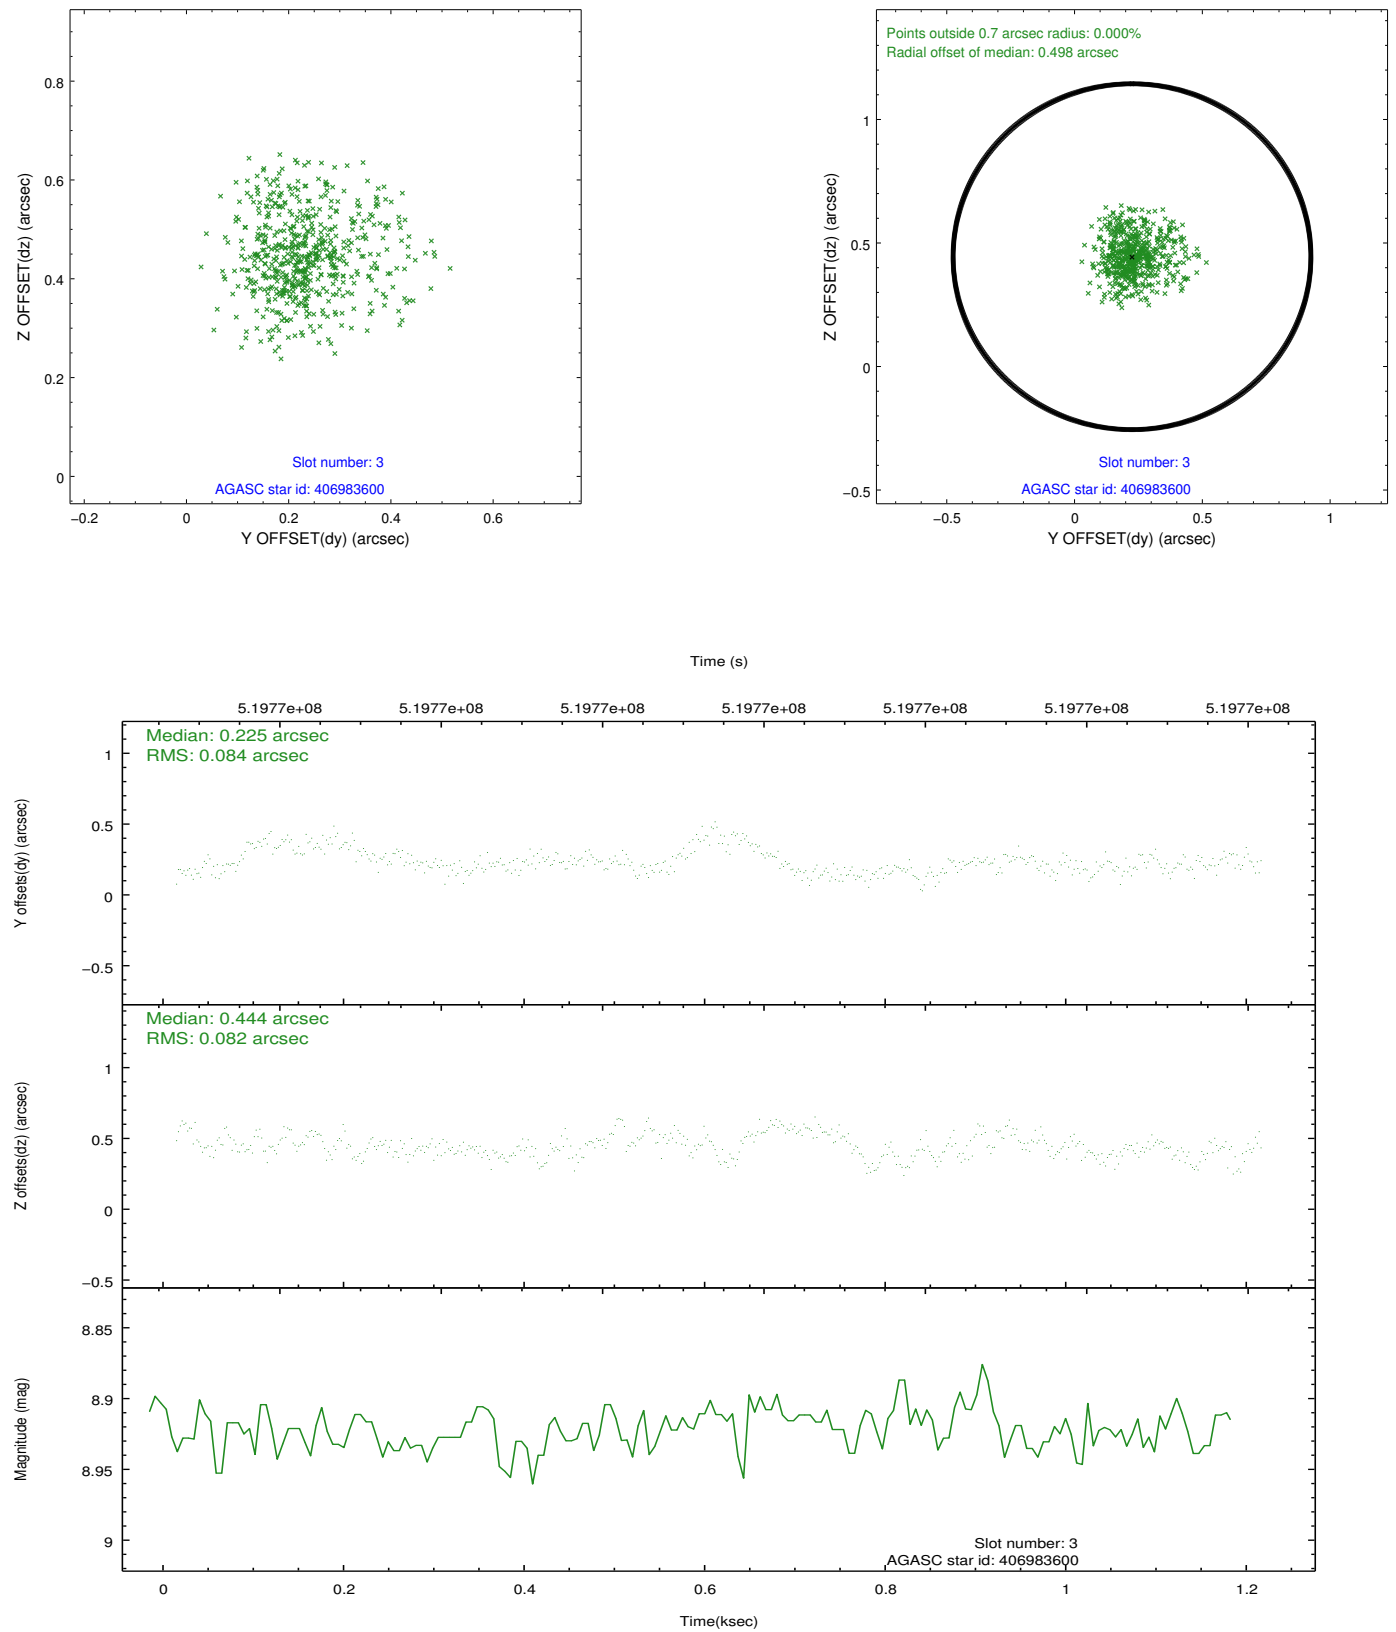 0.8
0.6
0.4
0.2
0
Z OFFSET(dz) (arcsec)
Slot number: 3
AGASC star id: 406983600
−0.2 0 0.2 0.4 0.6
Y OFFSET(dy) (arcsec)
Points outside 0.7 arcsec radius: 0.000%
Radial offset of median: 0.498 arcsec
1
0.5
0
−0.5
Z OFFSET(dz) (arcsec)
Slot number: 3
AGASC star id: 406983600
−0.5 0 0.5 1
Y OFFSET(dy) (arcsec)
Time (s)
5.1977e+08 5.1977e+08 5.1977e+08 5.1977e+08 5.1977e+08 5.1977e+08 5.1977e+08
Median: 0.225 arcsec
RMS: 0.084 arcsec
1
0.5
0
−0.5
Y offsets(dy) (arcsec)
Median: 0.444 arcsec
RMS: 0.082 arcsec
1
0.5
0
−0.5
Z offsets(dz) (arcsec)
8.85
8.9
8.95
9
Magnitude (mag)
Slot number: 3
AGASC star id: 406983600
0 0.2 0.4 0.6 0.8 1 1.2
Time(ksec)